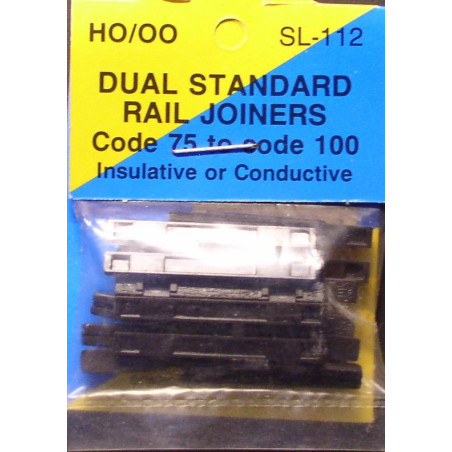 HO/OO SL-112
DUAL STANDARD
RAIL JOINERS
Code 75 to code 100
Insulative or Conductive